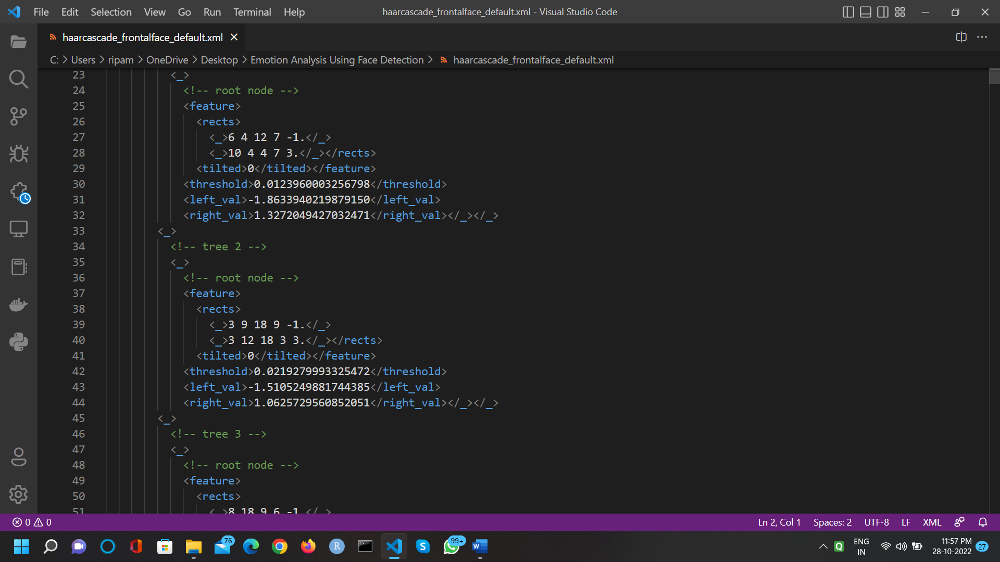 File Edit Selection View Go Run Terminal Help haarcascade_frontalface_default.xml - Visual Studio Code
haarcascade_frontalface_default.xml
C: > Users > ripam > OneDrive > Desktop > Emotion Analysis Using Face Detection > haarcascade_frontalface_default.xml
23 <_>
24 <!-- root node -->
25 <feature>
26 <rects>
27 <_>6 4 12 7 -1.</_>
28 <_>10 4 4 7 3.</_></rects>
29 <tilted>0</tilted></feature>
30 <threshold>0.0123960003256798</threshold>
31 <left_val>-1.8633940219879150</left_val>
32 <right_val>1.3272049427032471</right_val></_></_>
33 <_>
34 <!-- tree 2 -->
35 <_>
36 <!-- root node -->
37 <feature>
38 <rects>
39 <_>3 9 18 9 -1.</_>
40 <_>3 12 18 3 3.</_></rects>
41 <tilted>0</tilted></feature>
42 <threshold>0.0219279993325472</threshold>
43 <left_val>-1.5105249881744385</left_val>
44 <right_val>1.0625729560852051</right_val></_></_>
45 <_>
46 <!-- tree 3 -->
47 <_>
48 <!-- root node -->
49 <feature>
50 <rects>
51 <_>8 18 9 6 -1.</_>
0 0 Ln 2, Col 1 Spaces: 2 UTF-8 LF XML
76 99+ ENG IN 11:57 PM 28-10-2022 27